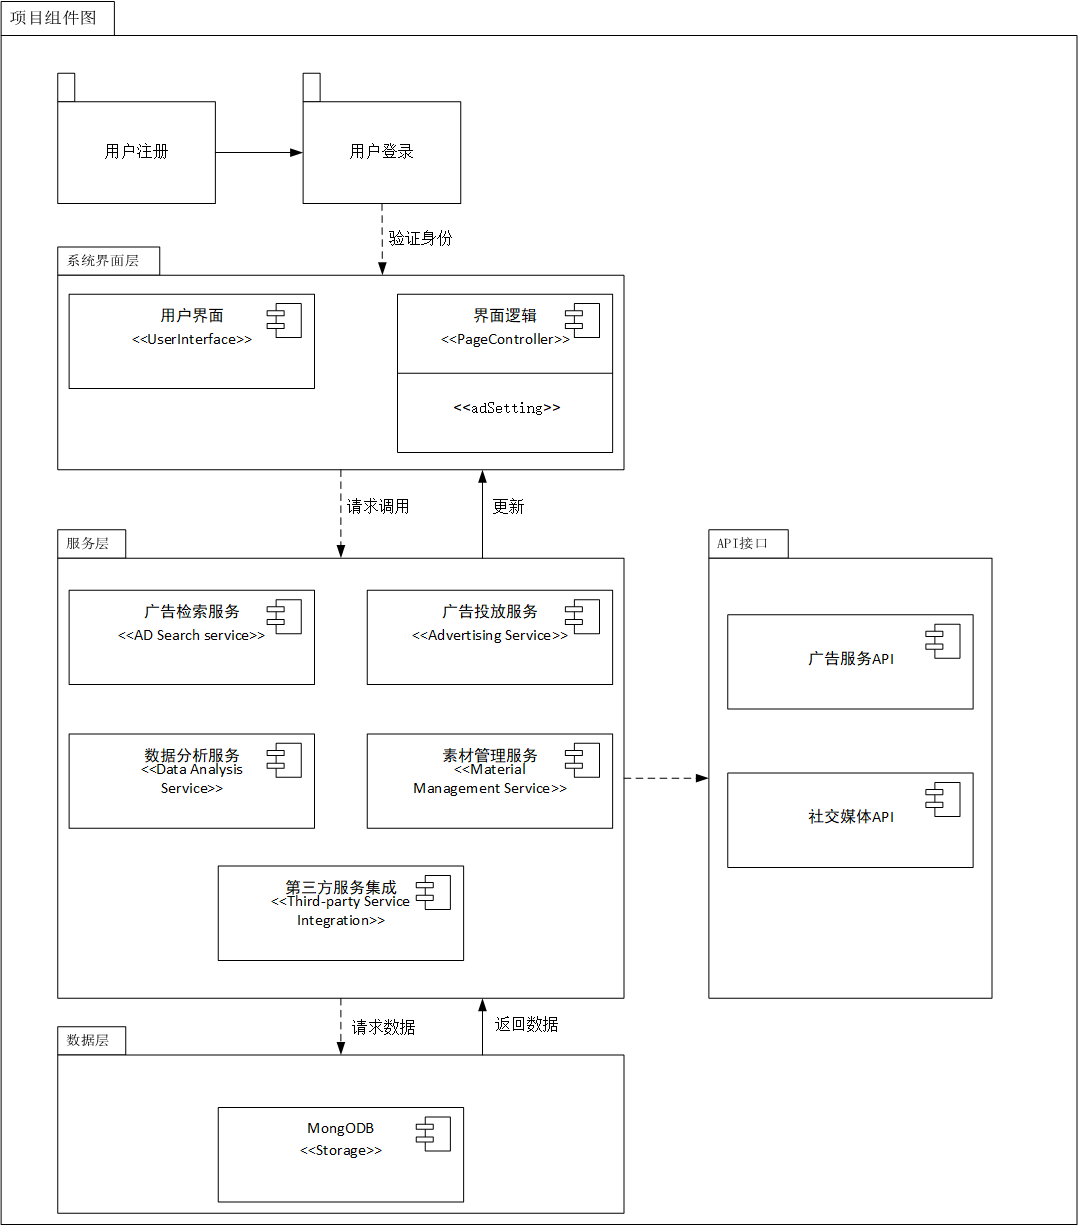 项目组件图
用户注册
用户登录
验证身份
系统界面层
用户界面
<<UserInterface>>
界面逻辑
<<PageController>>
<<adSetting>>
请求调用
更新
服务层
API接口
广告检索服务
<<AD Search service>>
广告投放服务
<<Advertising Service>>
广告服务API
数据分析服务
<<Data Analysis
Service>>
素材管理服务
<<Material
Management Service>>
社交媒体API
第三方服务集成
<<Third-party Service
Integration>>
请求数据
返回数据
数据层
MongODB
<<Storage>>